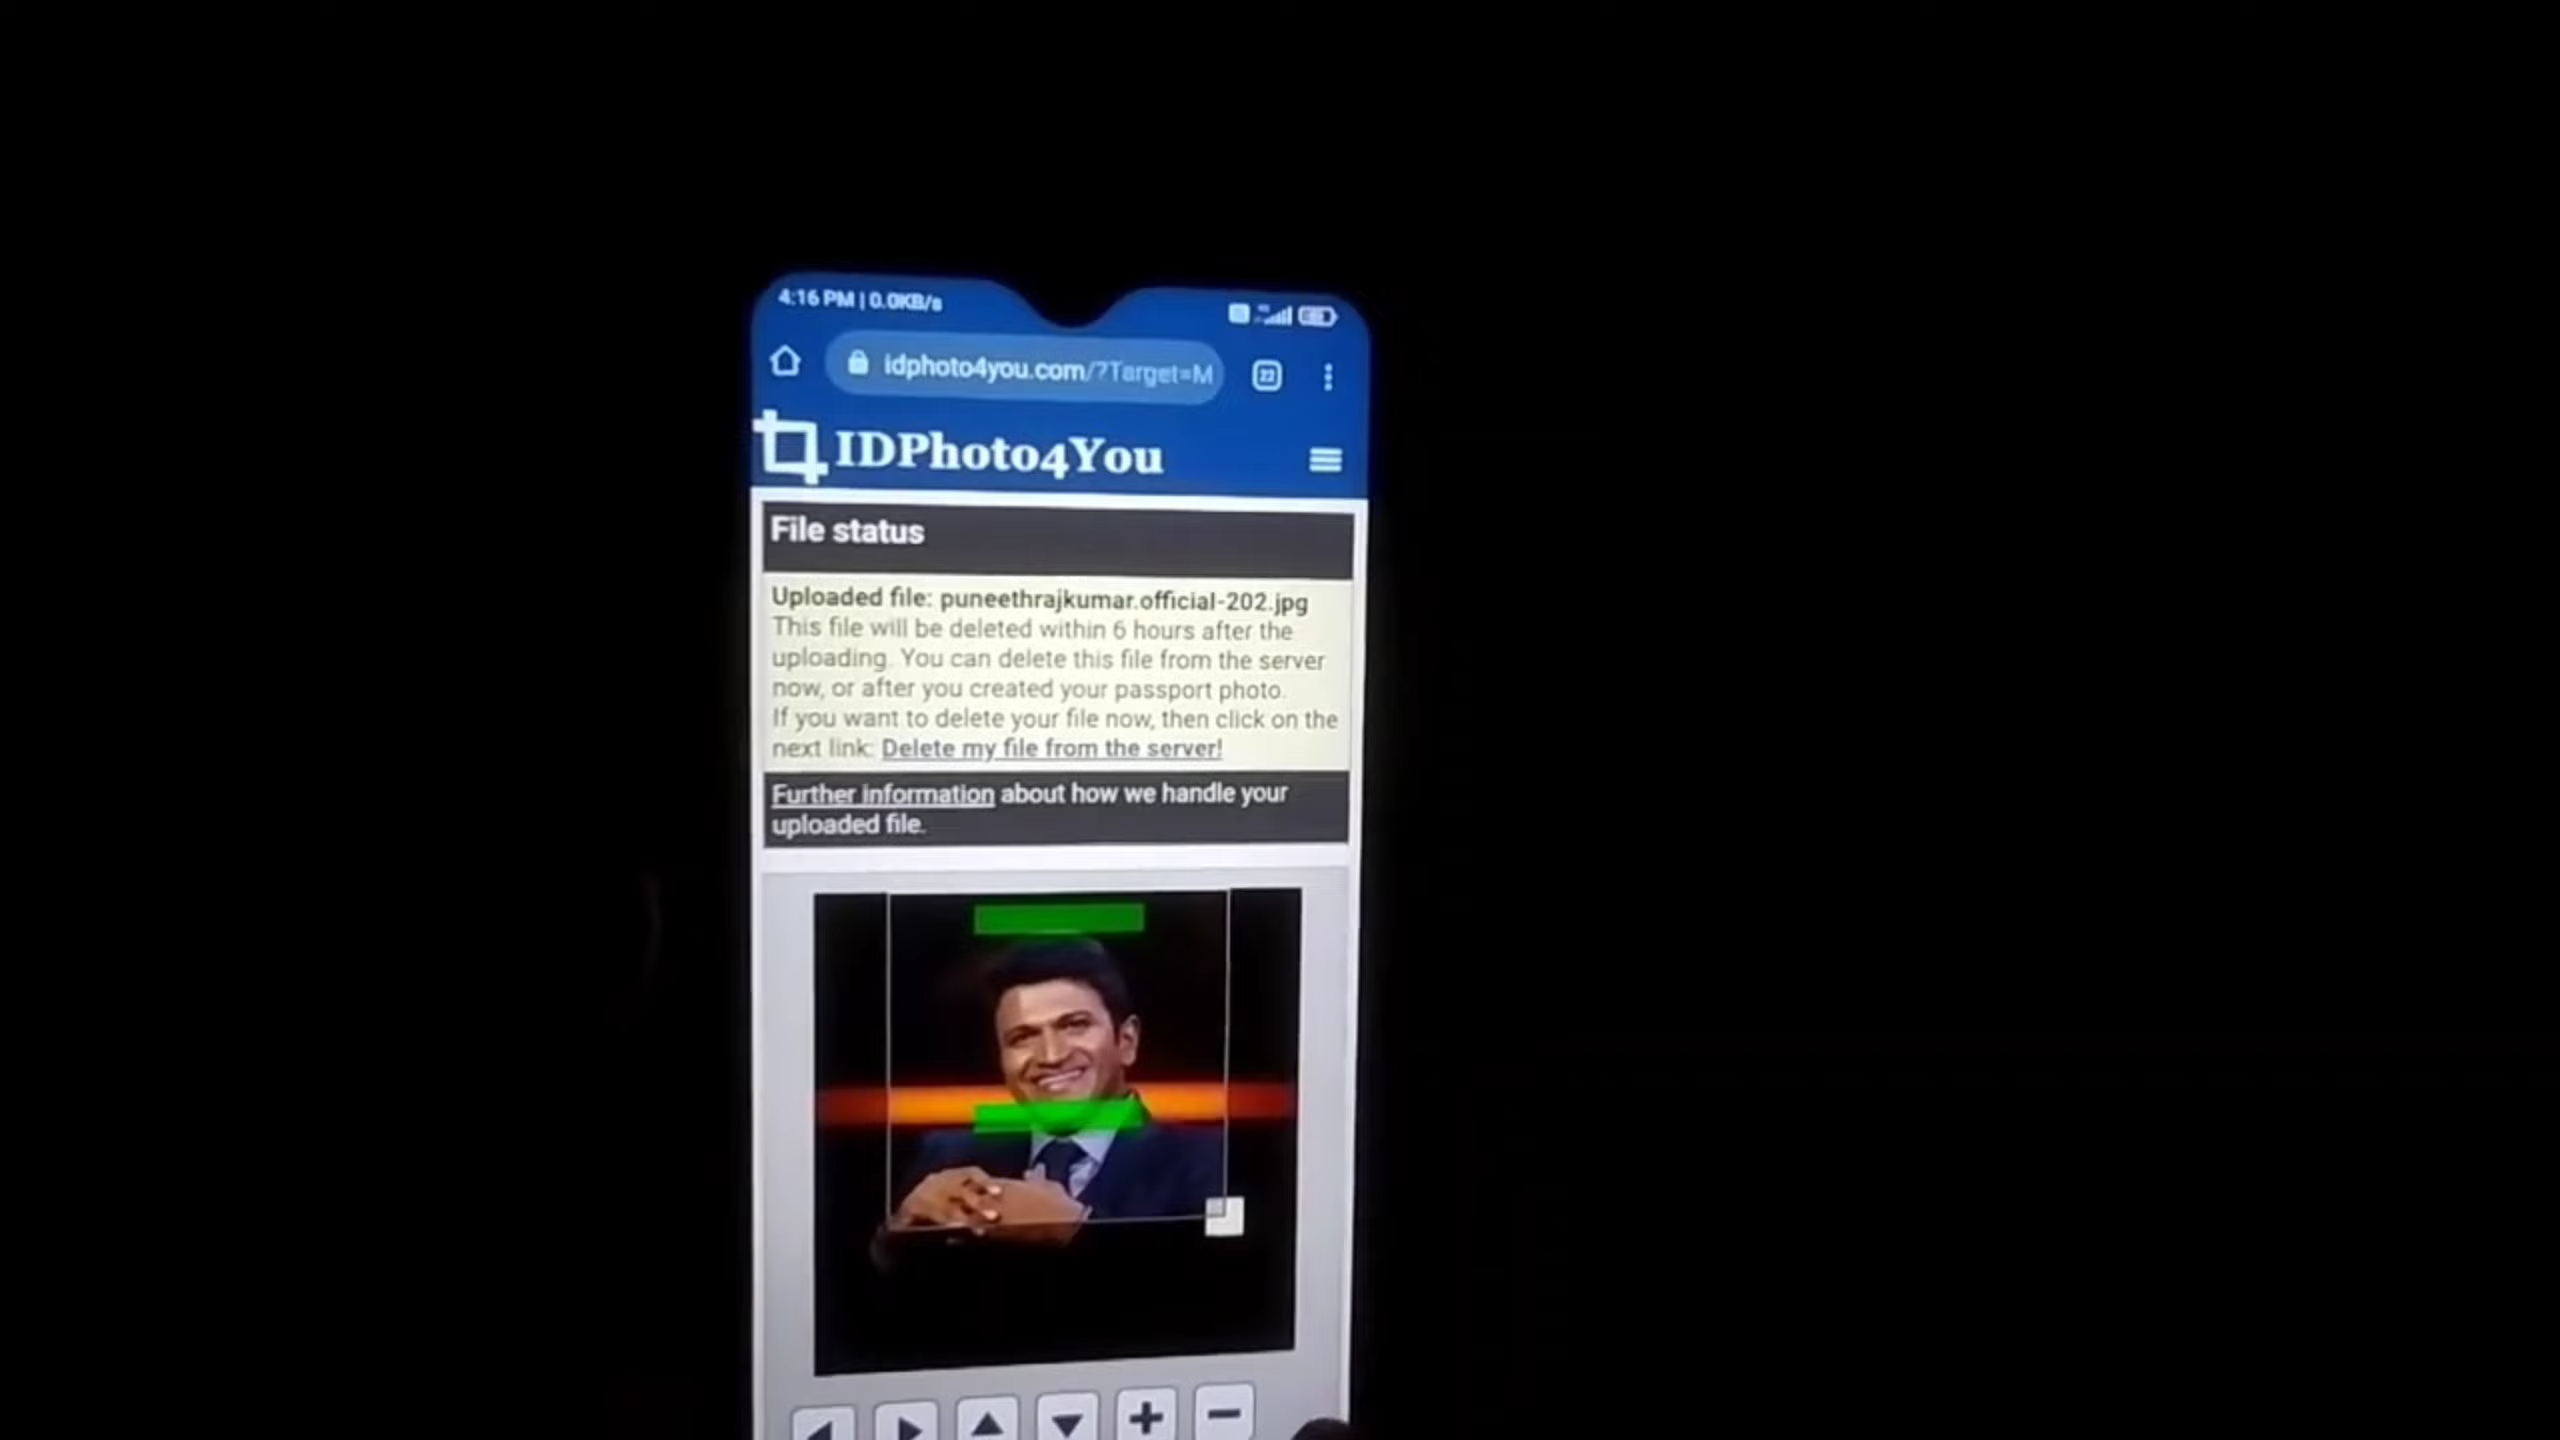 4:16 PM | 0.0KB/s
idphoto4you.com/?Target=M
22
IDPhoto4You
File status
Uploaded file: puneethrajkumar.official-202.jpg
This file will be deleted within 6 hours after the
uploading. You can delete this file from the server
now, or after you created your passport photo.
If you want to delete your file now, then click on the
next link: Delete my file from the server!
Further information about how we handle your
uploaded file.